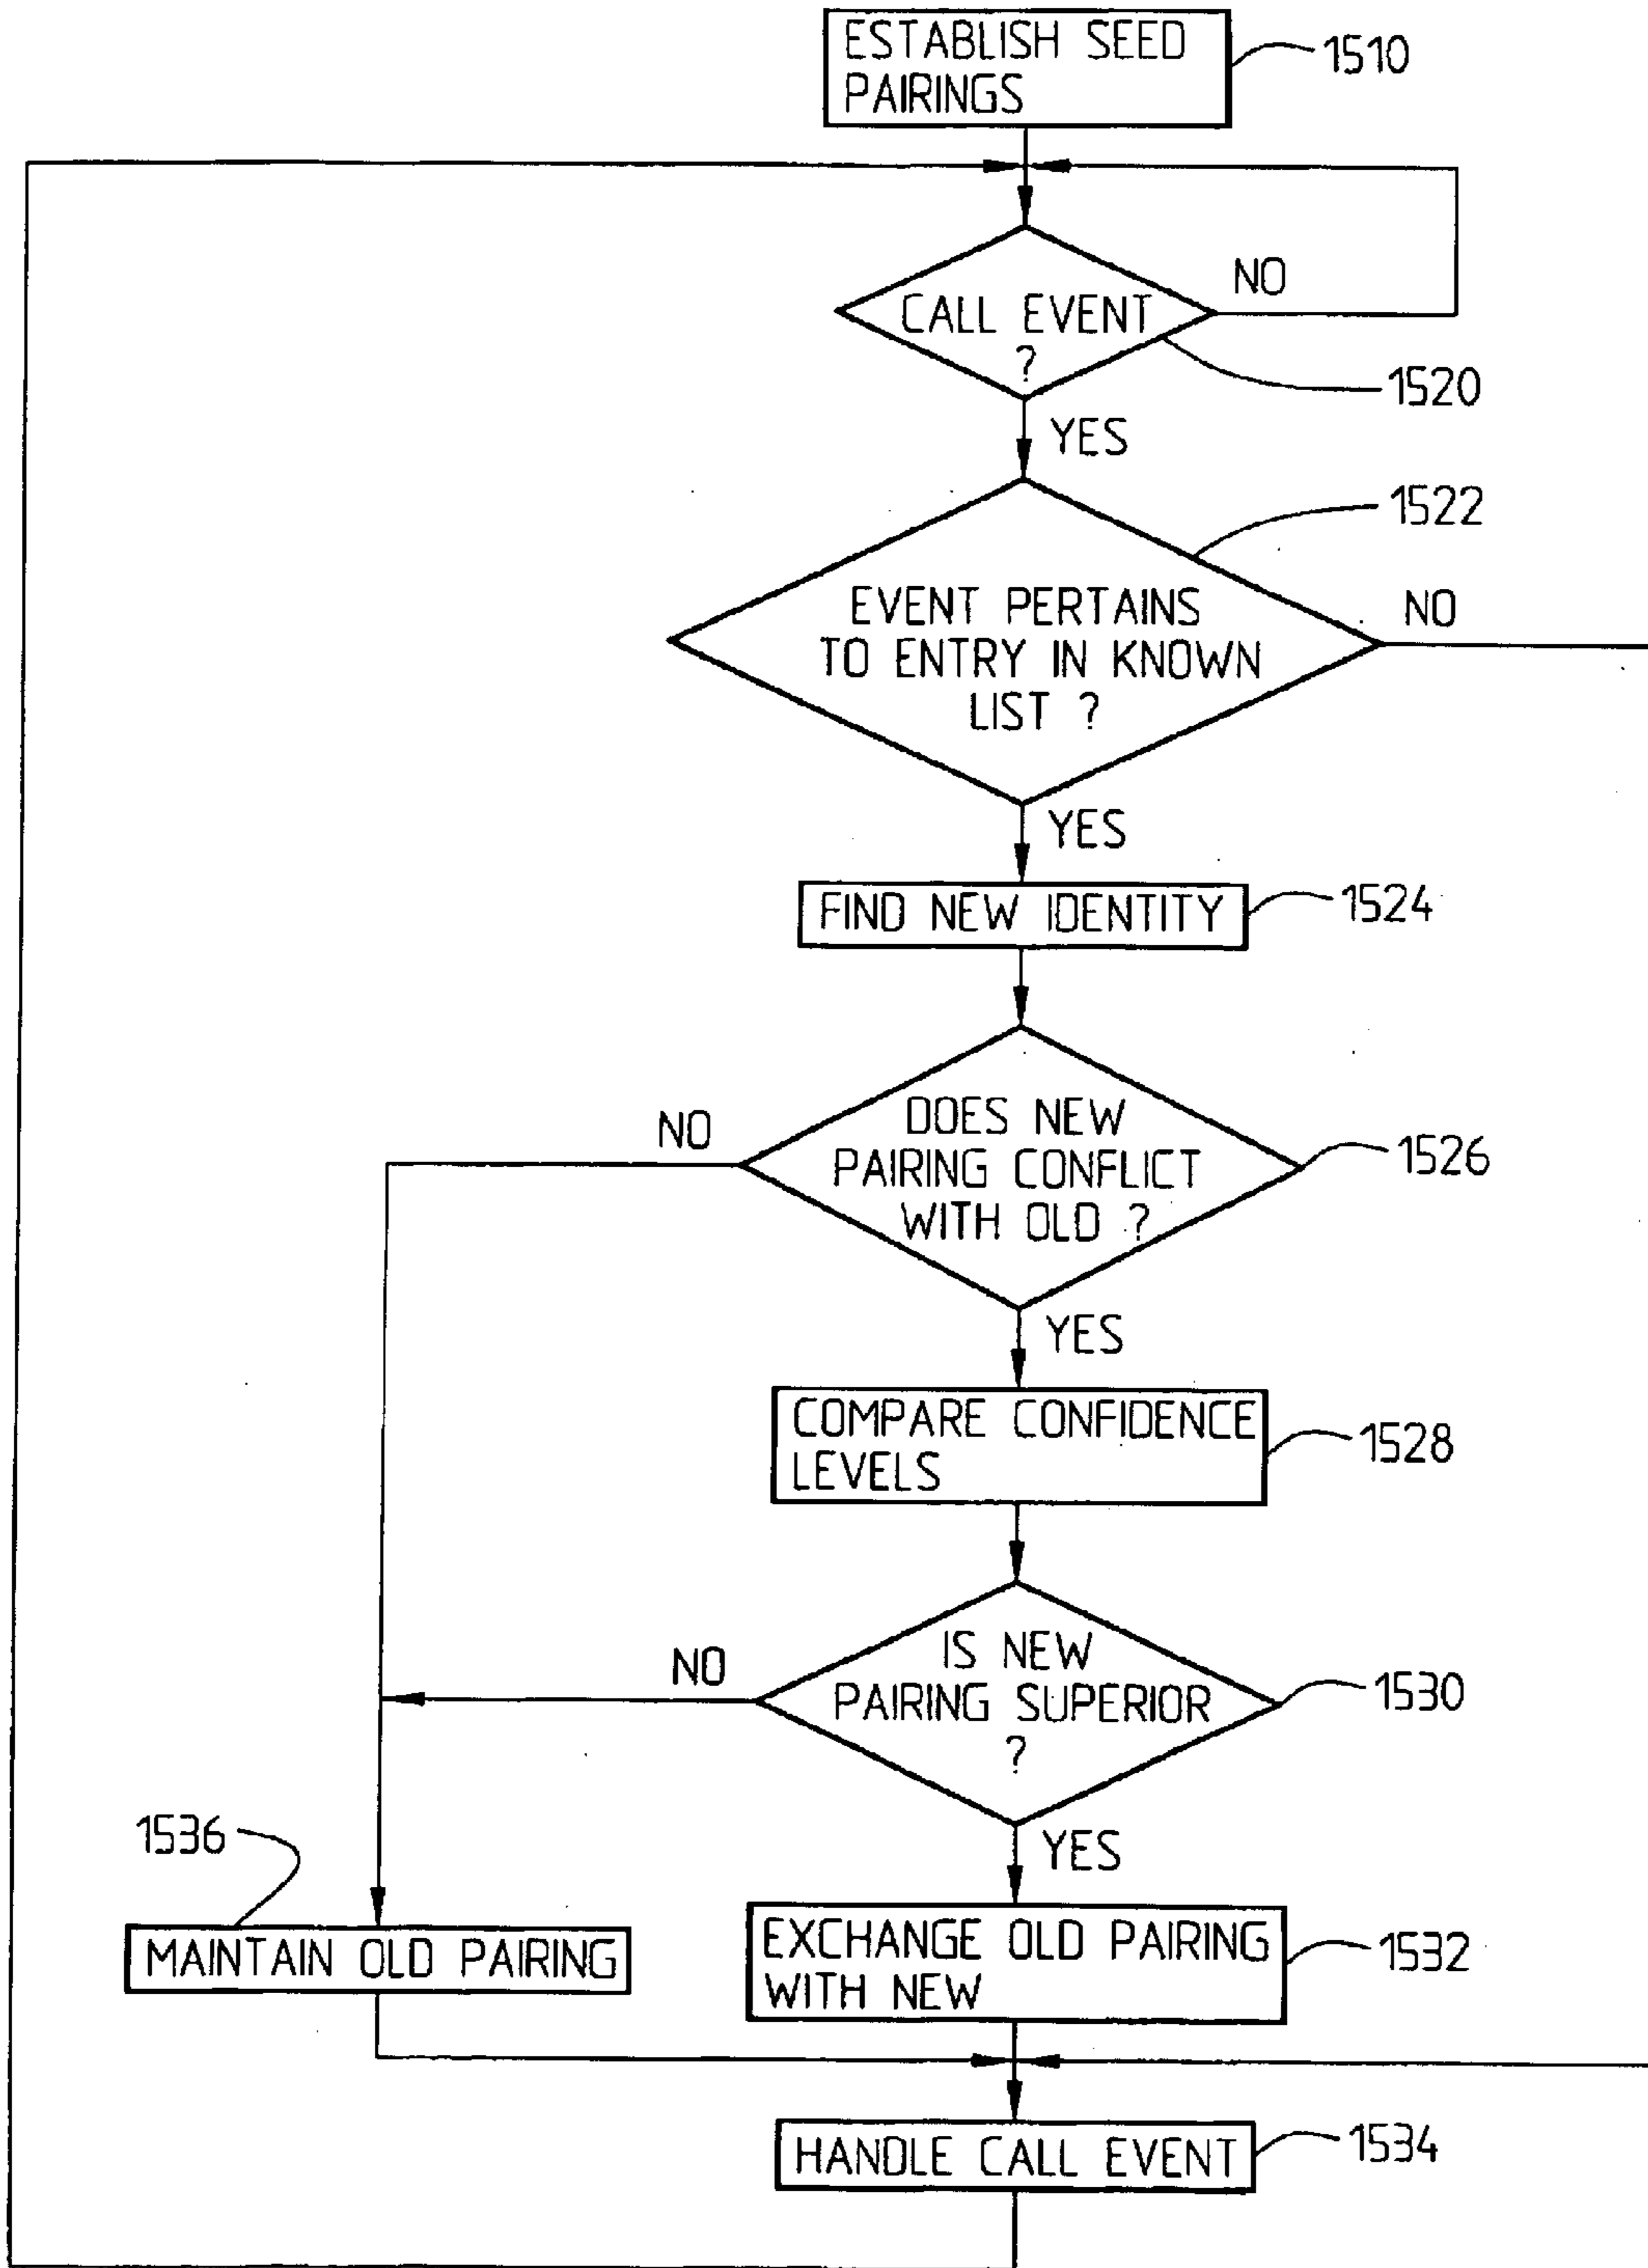 ESTABLISH SEED
PAIRINGS
1510
CALL EVENT
?
NO
1520
YES
1522
EVENT PERTAINS
TO ENTRY IN KNOWN
LIST ?
NO
YES
FIND NEW IDENTITY
1524
DOES NEW
PAIRING CONFLICT
WITH OLD ?
NO
1526
YES
COMPARE CONFIDENCE
LEVELS
1528
IS NEW
PAIRING SUPERIOR
?
NO
1530
YES
1536
MAINTAIN OLD PAIRING
EXCHANGE OLD PAIRING
WITH NEW
1532
HANDLE CALL EVENT
1534